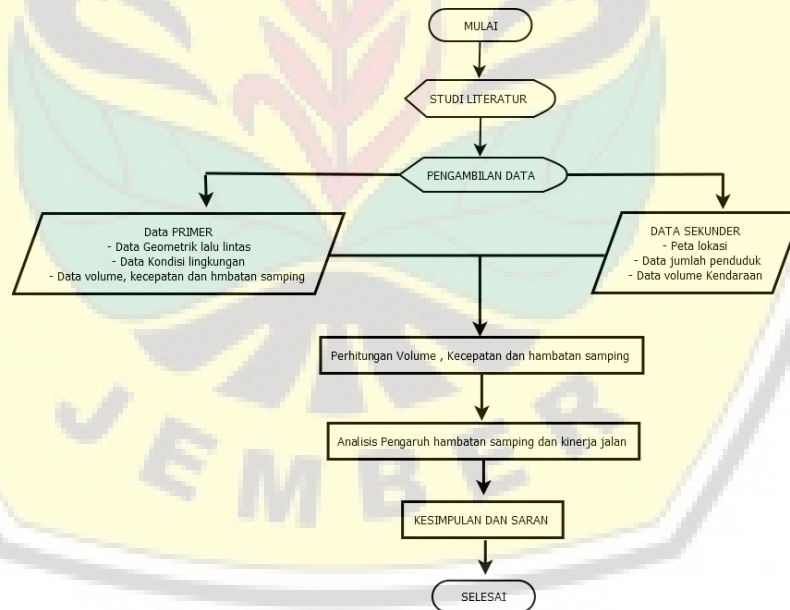 MULAI
STUDI LITERATUR
PENGAMBILAN DATA
Data PRIMER
- Data Geometrik lalu lintas
- Data Kondisi lingkungan
- Data volume, kecepatan dan hmbatan samping
DATA SEKUNDER
- Peta lokasi
- Data jumlah penduduk
- Data volume Kendaraan
Perhitungan Volume , Kecepatan dan hambatan samping
Analisis Pengaruh hambatan samping dan kinerja jalan
KESIMPULAN DAN SARAN
SELESAI
JEMBER